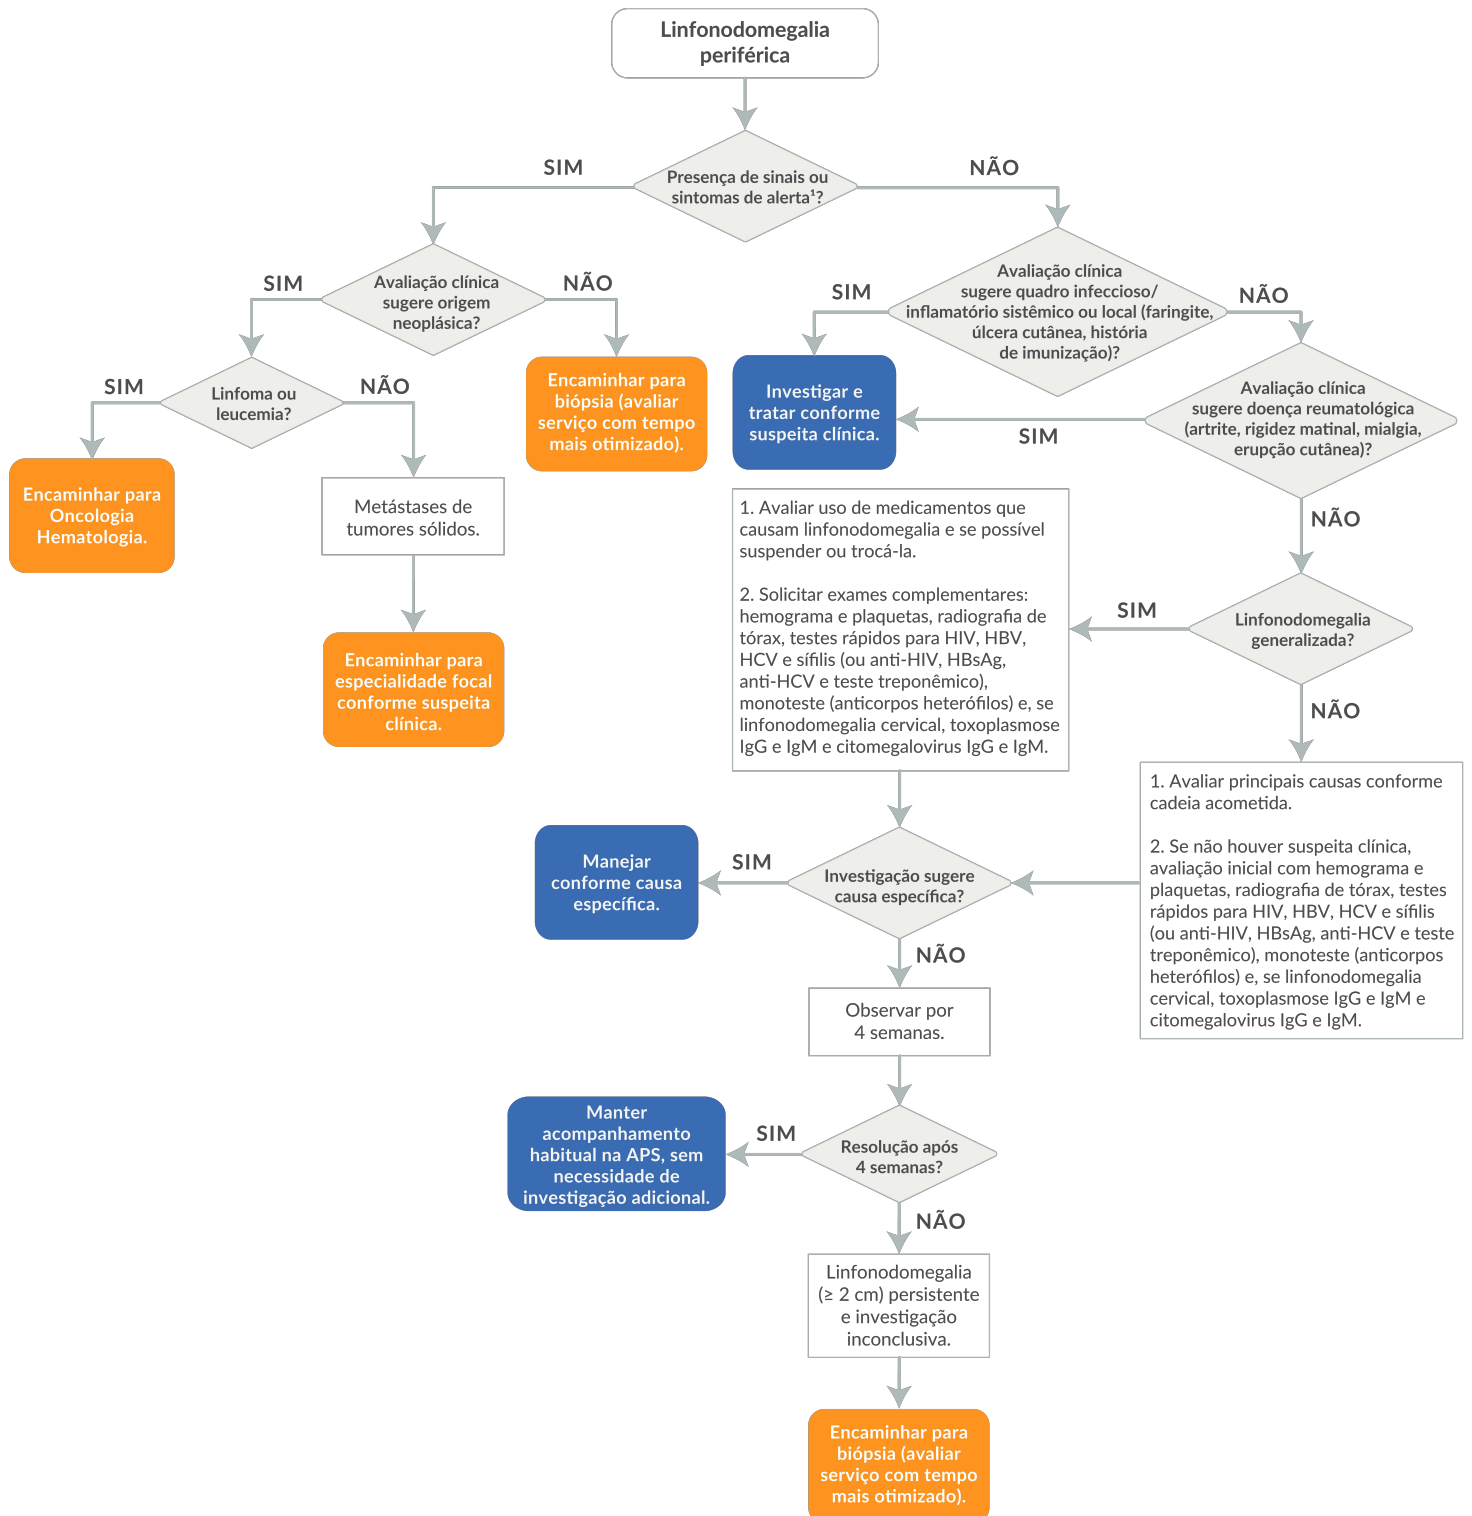 Linfonodomegalia
periférica
SIM
Presença de sinais ou
sintomas de alerta¹?
NÃO
SIM
Avaliação clínica
sugere origem
neoplásica?
NÃO
SIM
Avaliação clínica
sugere quadro infeccioso/
inflamatório sistêmico ou local (faringite,
úlcera cutânea, história
de imunização)?
NÃO
SIM
Linfoma ou
leucemia?
NÃO
Encaminhar para
biópsia (avaliar
serviço com tempo
mais otimizado).
Investigar e
tratar conforme
suspeita clínica.
SIM
Avaliação clínica
sugere doença reumatológica
(artrite, rigidez matinal, mialgia,
erupção cutânea)?
Encaminhar para
Oncologia
Hematologia.
Metástases de
tumores sólidos.
Encaminhar para
especialidade focal
conforme suspeita
clínica.
NÃO
1. Avaliar uso de medicamentos que
causam linfonodomegalia e se possível
suspender ou trocá-la.
2. Solicitar exames complementares:
hemograma e plaquetas, radiografia de
tórax, testes rápidos para HIV, HBV,
HCV e sífilis (ou anti-HIV, HBsAg,
anti-HCV e teste treponêmico),
monoteste (anticorpos heterófilos) e, se
linfonodomegalia cervical, toxoplasmose
IgG e IgM e citomegalovirus IgG e IgM.
SIM
Linfonodomegalia
generalizada?
NÃO
1. Avaliar principais causas conforme
cadeia acometida.
2. Se não houver suspeita clínica,
avaliação inicial com hemograma e
plaquetas, radiografia de tórax, testes
rápidos para HIV, HBV, HCV e sífilis
(ou anti-HIV, HBsAg, anti-HCV e teste
treponêmico), monoteste (anticorpos
heterófilos) e, se linfonodomegalia
cervical, toxoplasmose IgG e IgM e
citomegalovirus IgG e IgM.
Manejar
conforme causa
específica.
SIM
Investigação sugere
causa específica?
NÃO
Observar por
4 semanas.
Manter
acompanhamento
habitual na APS, sem
necessidade de
investigação adicional.
SIM
Resolução após
4 semanas?
NÃO
Linfonodomegalia
(≥ 2 cm) persistente
e investigação
inconclusiva.
Encaminhar para
biópsia (avaliar
serviço com tempo
mais otimizado).